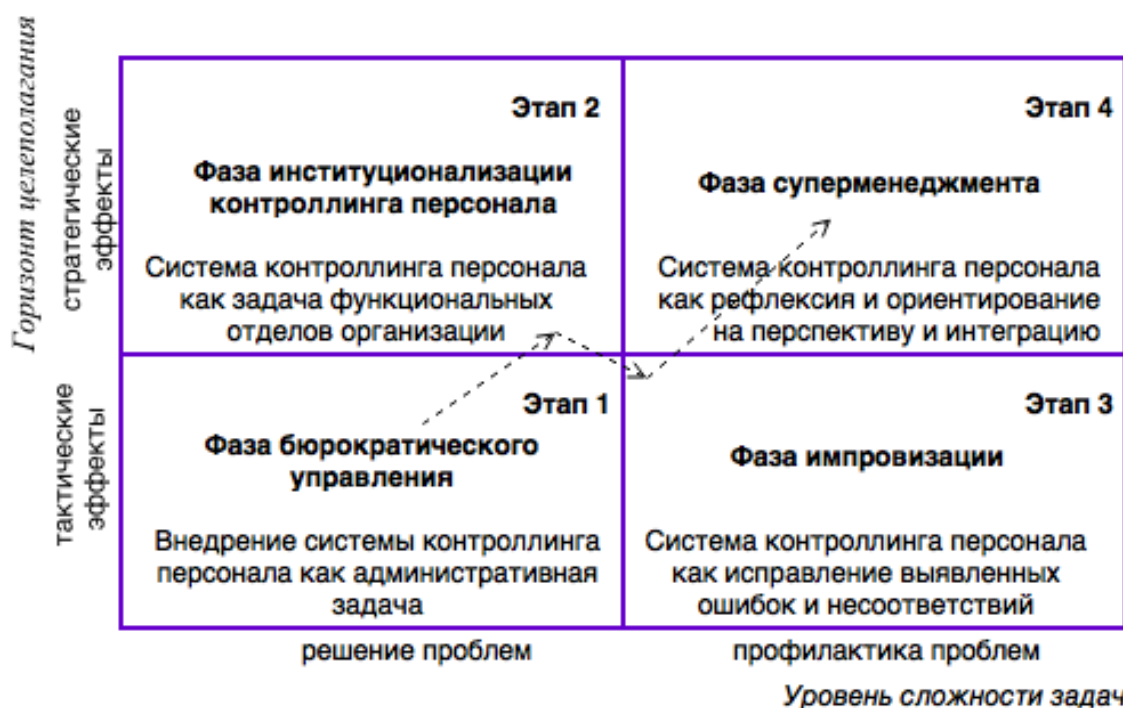 Горизонт целеполагания
стратегические
эффекты
тактические
эффекты
Этап 2
Фаза институционализации
контроллинга персонала
Система контроллинга персонала
как задача функциональных
отделов организации
Этап 4
Фаза суперменеджмента
Система контроллинга персонала
как рефлексия и ориентирование
на перспективу и интеграцию
Этап 1
Фаза бюрократического
управления
Внедрение системы контроллинга
персонала как административная
задача
Этап 3
Фаза импровизации
Система контроллинга персонала
как исправление выявленных
ошибок и несоответствий
решение проблем
профилактика проблем
Уровень сложности задач